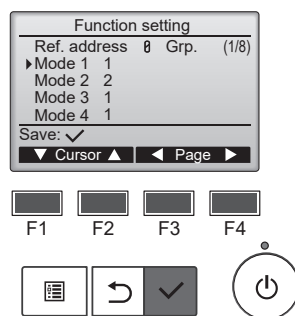 Function setting
Ref. address 0 Grp. (1/8)
Mode 1 1
Mode 2 2
Mode 3 1
Mode 4 1
Save: ✓
▼ Cursor ▲ ◀ Page ▶
F1 F2 F3 F4